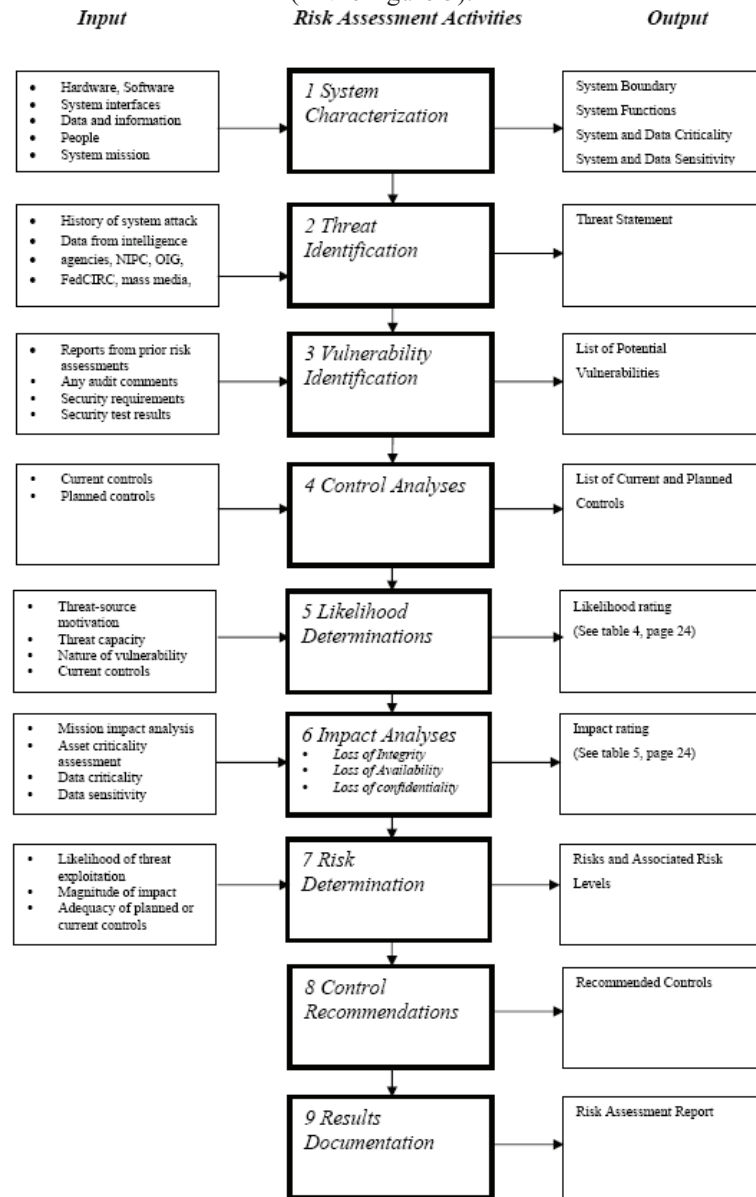 Input
Risk Assessment Activities
Output
• Hardware, Software
• System interfaces
• Data and information
• People
• System mission
1 System
Characterization
System Boundary
System Functions
System and Data Criticality
System and Data Sensitivity
• History of system attack
• Data from intelligence
• agencies, NIPC, OIG,
• FedCIRC, mass media,
2 Threat
Identification
Threat Statement
• Reports from prior risk
assessments
• Any audit comments
• Security requirements
• Security test results
3 Vulnerability
Identification
List of Potential
Vulnerabilities
• Current controls
• Planned controls
4 Control Analyses
List of Current and Planned
Controls
• Threat-source
motivation
• Threat capacity
• Nature of vulnerability
• Current controls
5 Likelihood
Determinations
Likelihood rating
(See table 4, page 24)
• Mission impact analysis
• Asset criticality
assessment
• Data criticality
• Data sensitivity
6 Impact Analyses
• Loss of Integrity
• Loss of Availability
• Loss of confidentiality
Impact rating
(See table 5, page 24)
• Likelihood of threat
exploitation
• Magnitude of impact
• Adequacy of planned or
current controls
7 Risk
Determination
Risks and Associated Risk
Levels
8 Control
Recommendations
Recommended Controls
9 Results
Documentation
Risk Assessment Report